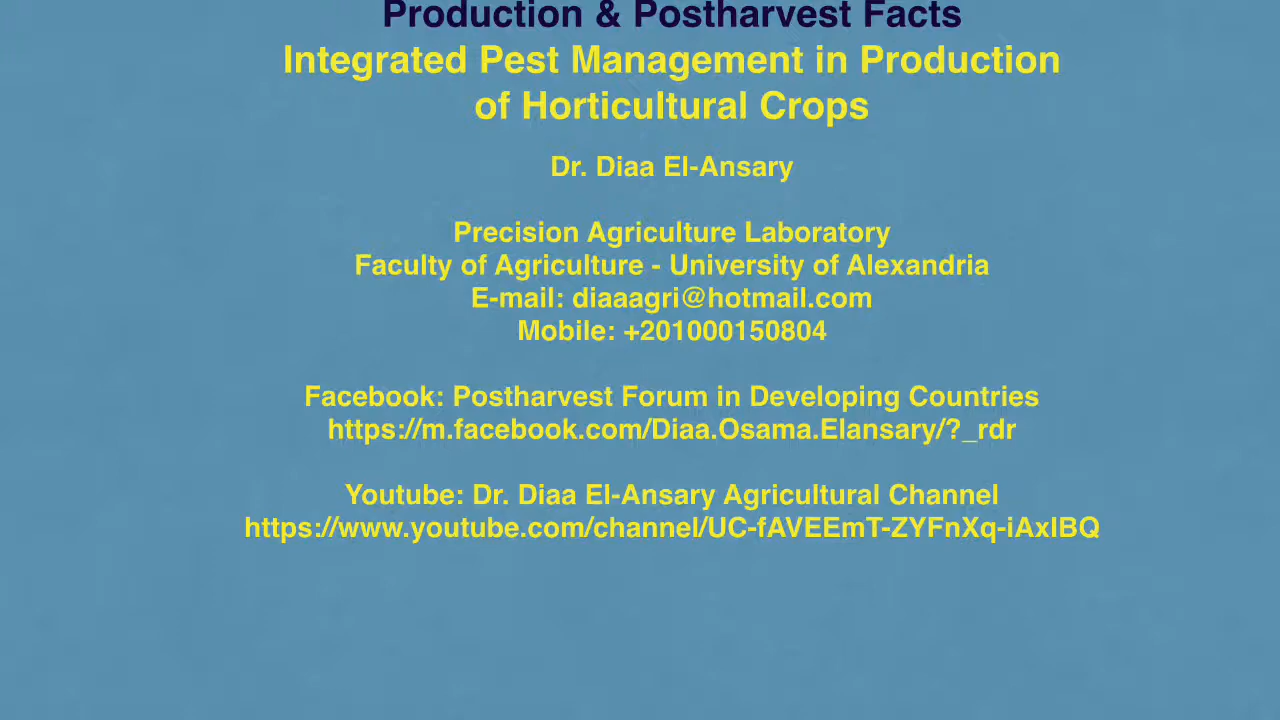 Production & Postharvest Facts
Integrated Pest Management in Production
of Horticultural Crops
Dr. Diaa El-Ansary
Precision Agriculture Laboratory
Faculty of Agriculture - University of Alexandria
E-mail: diaaagri@hotmail.com
Mobile: +201000150804
Facebook: Postharvest Forum in Developing Countries
https://m.facebook.com/Diaa.Osama.Elansary/?_rdr
Youtube: Dr. Diaa El-Ansary Agricultural Channel
https://www.youtube.com/channel/UC-fAVEEmT-ZYFnXq-iAxIBQ